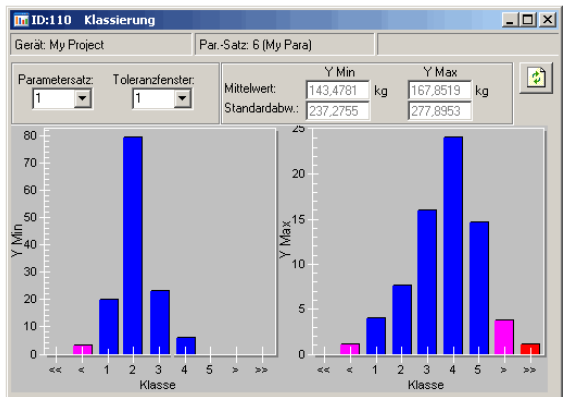 ID:110 Klassierung
Gerät: My Project Par.-Satz: 6 (My Para)
Parametersatz: Toleranzfenster: Y Min Y Max
1 1 Mittelwert: 143,4781 kg 167,8519 kg
Standardabw.: 237,2755 277,8953
80
70
60
50
40
30
20
10
0
Y Min
<< < 1 2 3 4 5 > >>
Klasse
25
20
15
10
5
0
Y Max
<< < 1 2 3 4 5 > >>
Klasse